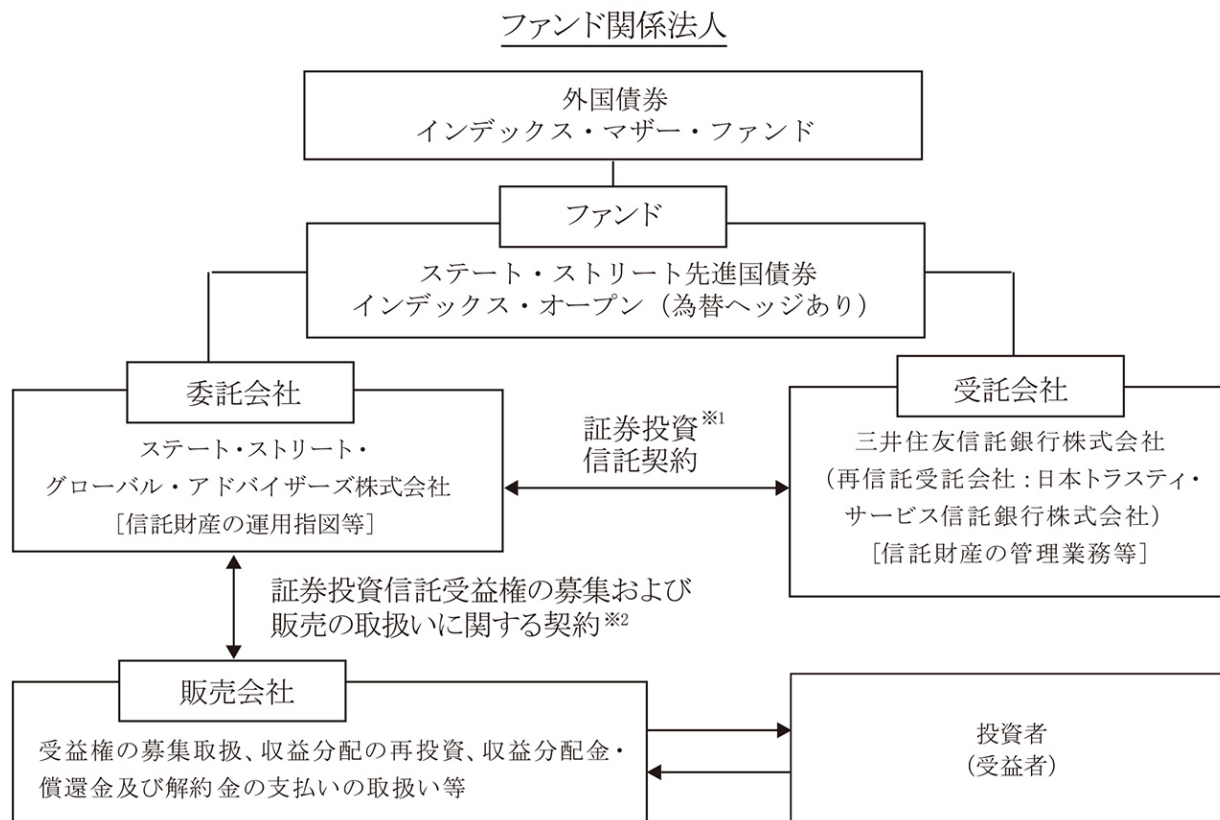 ファンド関係法人
外国債券
インデックス・マザー・ファンド
ファンド
ステート・ストリート先進国債券
インデックス・オープン（為替ヘッジあり）
委託会社
ステート・ストリート・
グローバル・アドバイザーズ株式会社
[信託財産の運用指図等]
証券投資※1
信託契約
受託会社
三井住友信託銀行株式会社
（再信託受託会社：日本トラスティ・
サービス信託銀行株式会社）
[信託財産の管理業務等]
証券投資信託受益権の募集および
販売の取扱いに関する契約※2
販売会社
受益権の募集取扱、収益分配の再投資、収益分配金・
償還金及び解約金の支払いの取扱い等
投資者
（受益者）